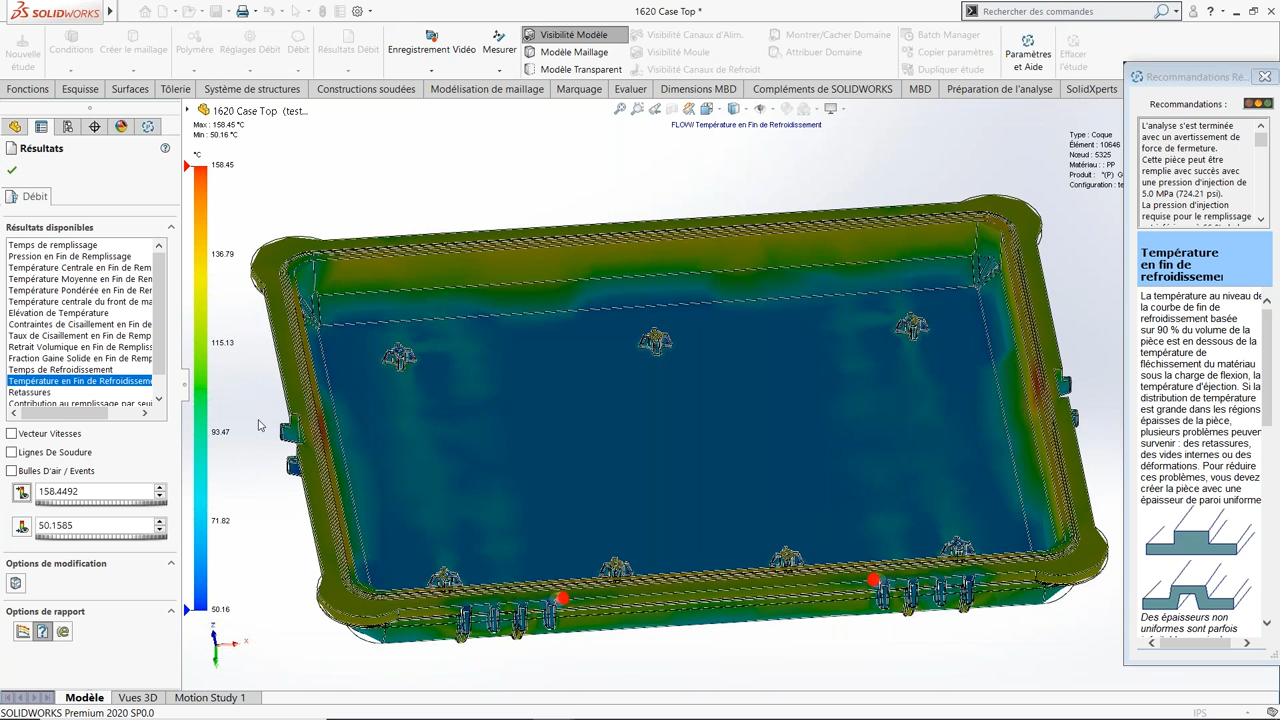 SOLIDWORKS
1620 Case Top *
Rechercher des commandes
Nouvelle
étude
Conditions
Créer le maillage
Polymère
Réglages Débit
Débit
Résultats Débit
Enregistrement Vidéo
Mesurer
Visibilité Modèle
Modèle Maillage
Modèle Transparent
Visibilité Canaux d'Alim.
Visibilité Moule
Visibilité Canaux de Refroidt
Montrer/Cacher Domaine
Attribuer Domaine
Batch Manager
Copier paramètres
Dupliquer étude
Paramètres
et Aide
Effacer
l'étude
Fonctions
Esquisse
Surfaces
Tôlerie
Système de structures
Constructions soudées
Modélisation de maillage
Marquage
Evaluer
Dimensions MBD
Compléments de SOLIDWORKS
MBD
Préparation de l'analyse
SolidXperts
Résultats
Débit
Résultats disponibles
Temps de remplissage
Pression en Fin de Remplissage
Température Centrale en Fin de Rem
Température Moyenne en Fin de Rem
Température Pondérée en Fin de Rei
Température centrale du front de ma
Elévation de Température
Contraintes de Cisaillement en Fin de
Taux de Cisaillement en Fin de Remp
Retrait Volumique en Fin de Rempliss
Fraction Gaine Solide en Fin de Remp
Temps de Refroidissement
Température en Fin de Refroidisseme
Retassures
Contribution au remplissage par seui
Vecteur Vitesses
Lignes De Soudure
Bulles D'air / Events
158.4492
50.1585
Options de modification
Options de rapport
1620 Case Top (test...
Max : 158.45 °C
Min : 50.16 °C
°C
158.45
136.79
115.13
93.47
71.82
50.16
FLOW Température en Fin de Refroidissement
Type : Coque
Élément : 10646
Nœud : 5325
Matériau : : PP
Produit : "(P) G
Configuration : te
z
x
Recommandations Ré...
Recommandations :
L'analyse s'est terminée
avec un avertissement de
force de fermeture.
Cette pièce peut être
remplie avec succès avec
une pression d'injection de
5.0 MPa (724.21 psi).
La pression d'injection
requise pour le remplissage
Température
en fin de
refroidissemer
La température au niveau de
la courbe de fin de
refroidissement basée
sur 90 % du volume de la
pièce est en dessous de la
température de
fléchissement du matériau
sous la charge de flexion, la
température d'éjection. Si la
distribution de température
est grande dans les régions
épaisses de la pièce,
plusieurs problèmes peuver
survenir : des retassures,
des vides internes ou des
déformations. Pour réduire
ces problèmes, vous devez
créer la pièce avec une
épaisseur de paroi uniforme
Des épaisseurs non
uniformes sont parfois
Modèle
Vues 3D
Motion Study 1
SOLIDWORKS Premium 2020 SP0.0
IPS